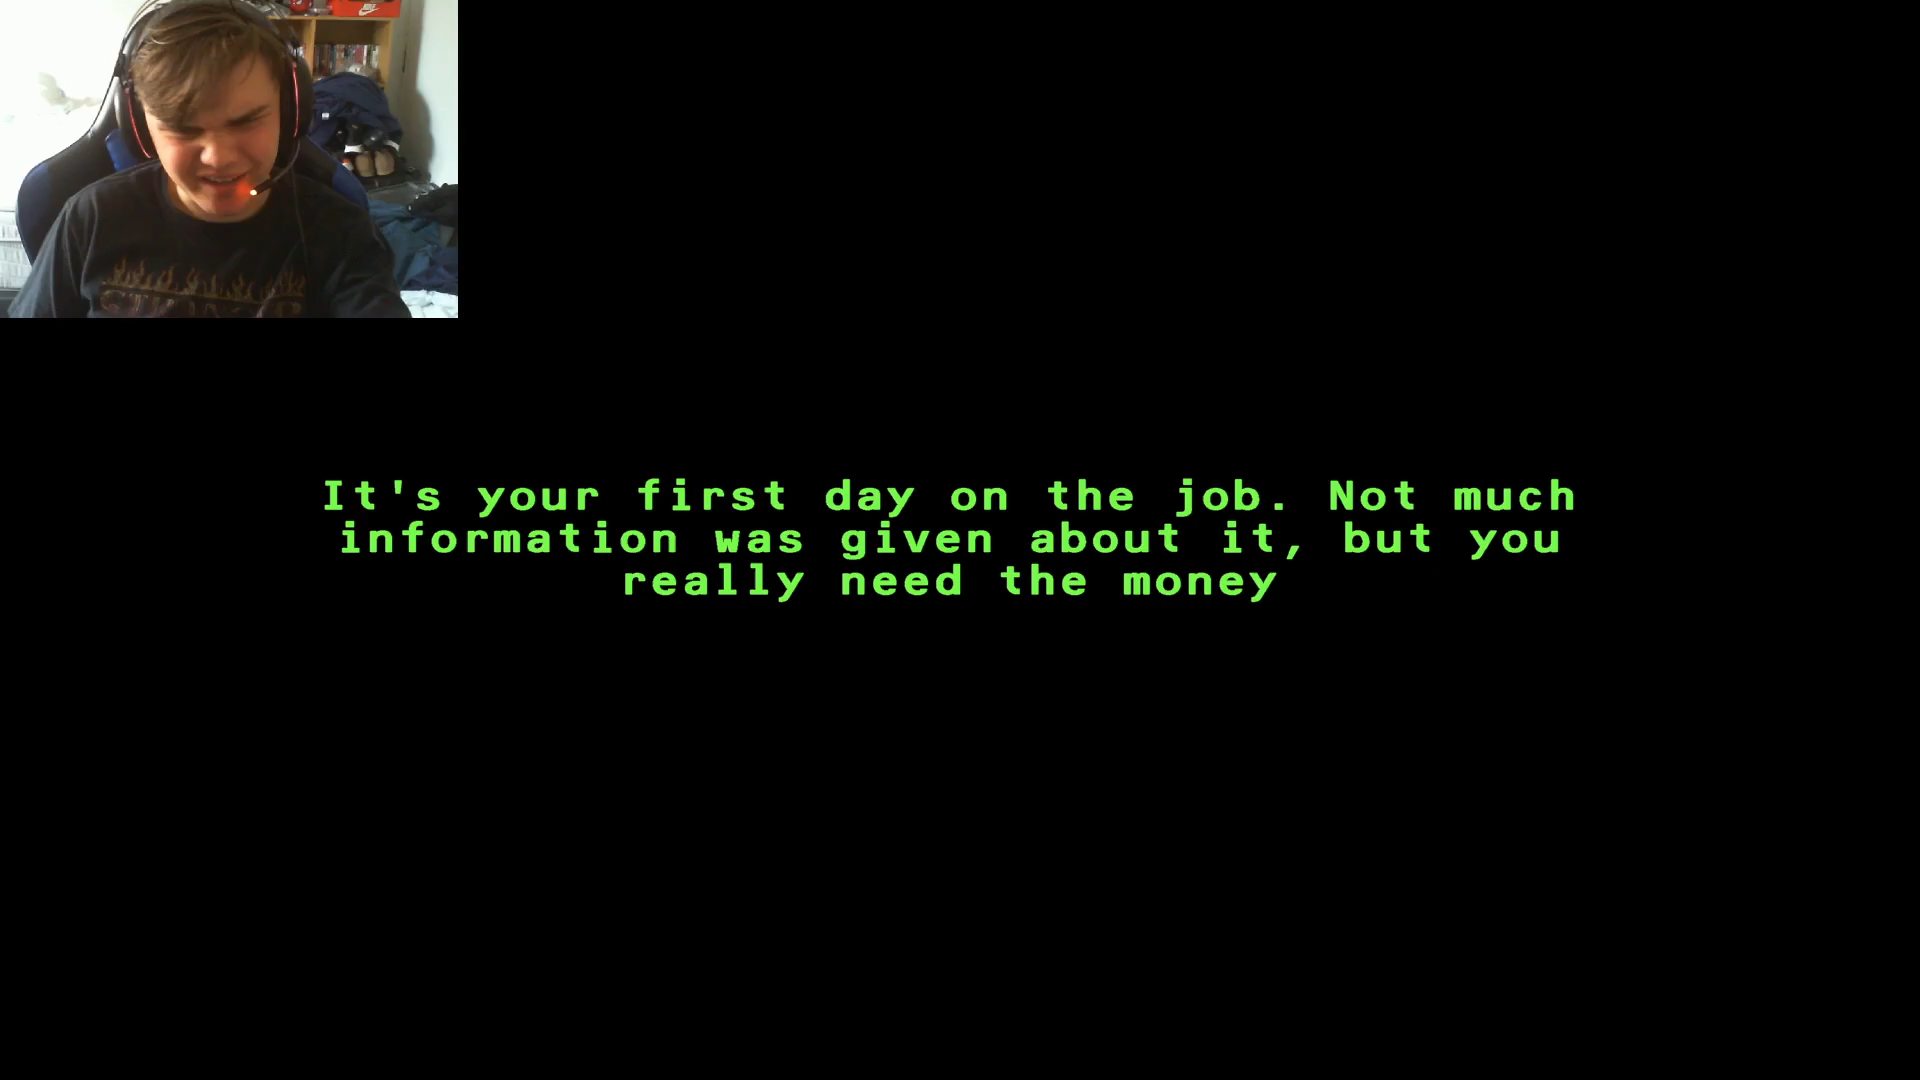 It's your first day on the job. Not much
information was given about it, but you
really need the money